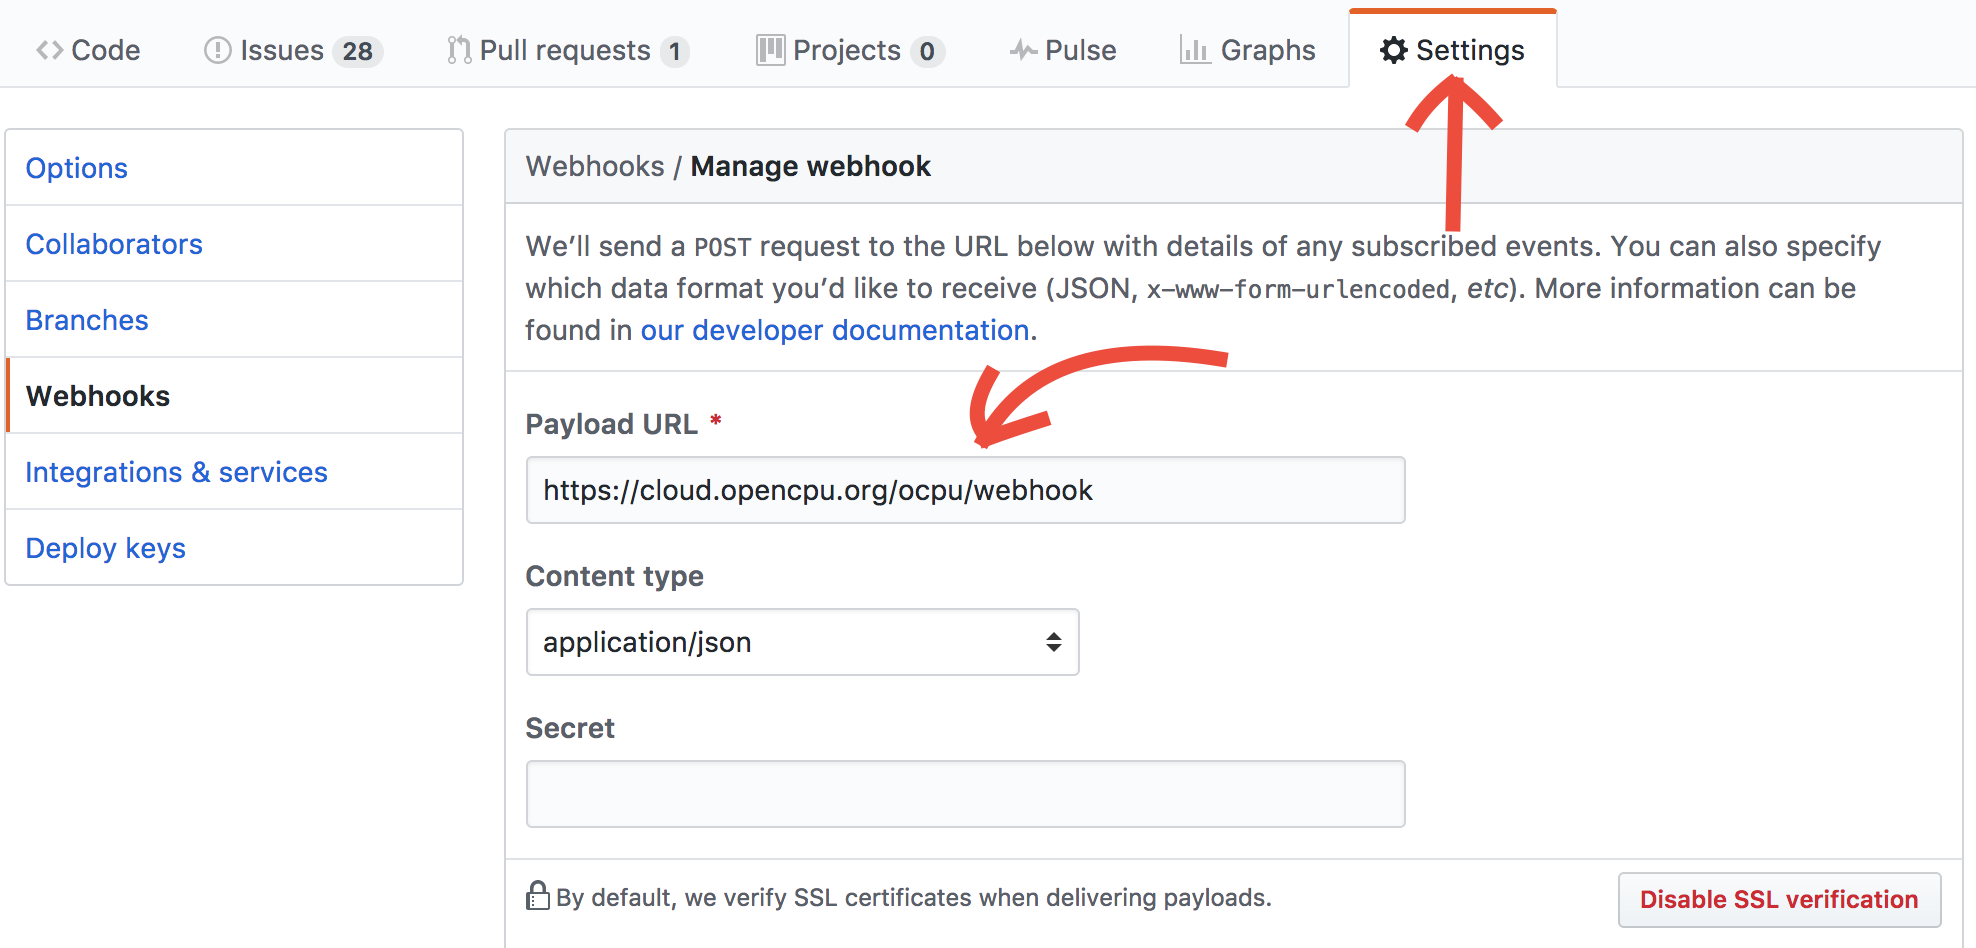 Code Issues 28 Pull requests 1 Projects 0 Pulse Graphs Settings
Options
Collaborators
Branches
Webhooks
Integrations & services
Deploy keys
Webhooks / Manage webhook
We’ll send a POST request to the URL below with details of any subscribed events. You can also specify
which data format you’d like to receive (JSON, x-www-form-urlencoded, etc). More information can be
found in our developer documentation.
Payload URL *
https://cloud.opencpu.org/ocpu/webhook
Content type
application/json
Secret
By default, we verify SSL certificates when delivering payloads.
Disable SSL verification